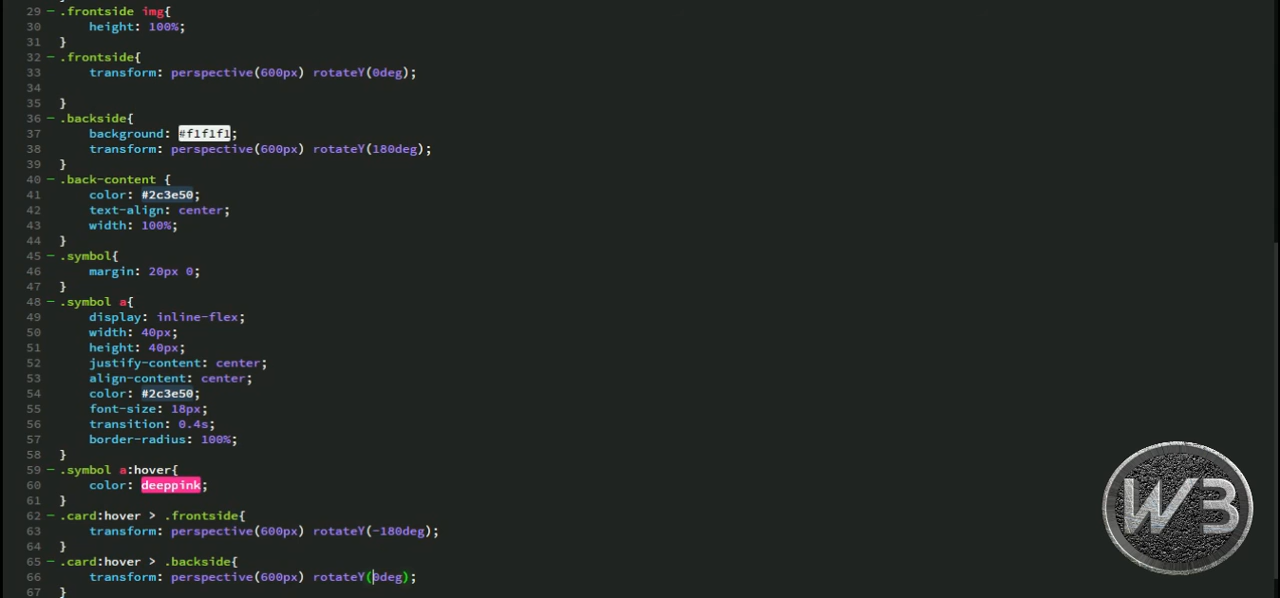 29 .frontside img{
30 height: 100%;
31 }
32 .frontside{
33 transform: perspective(600px) rotateY(0deg);
34
35 }
36 .backside{
37 background: #f1f1f1;
38 transform: perspective(600px) rotateY(180deg);
39 }
40 .back-content {
41 color: #2c3e50;
42 text-align: center;
43 width: 100%;
44 }
45 .symbol{
46 margin: 20px 0;
47 }
48 .symbol a{
49 display: inline-flex;
50 width: 40px;
51 height: 40px;
52 justify-content: center;
53 align-content: center;
54 color: #2c3e50;
55 font-size: 18px;
56 transition: 0.4s;
57 border-radius: 100%;
58 }
59 .symbol a:hover{
60 color: deeppink;
61 }
62 .card:hover > .frontside{
63 transform: perspective(600px) rotateY(-180deg);
64 }
65 .card:hover > .backside{
66 transform: perspective(600px) rotateY(0deg);
67 }
W3